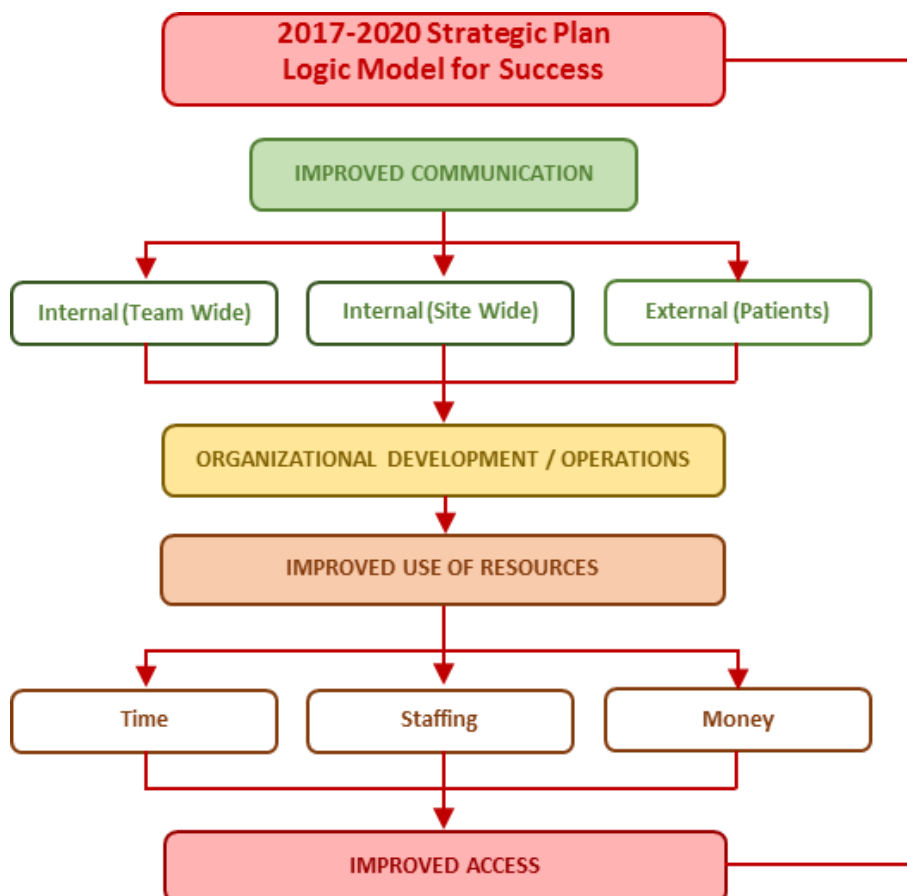 2017-2020 Strategic Plan
Logic Model for Success
IMPROVED COMMUNICATION
Internal (Team Wide)
Internal (Site Wide)
External (Patients)
ORGANIZATIONAL DEVELOPMENT / OPERATIONS
IMPROVED USE OF RESOURCES
Time
Staffing
Money
IMPROVED ACCESS